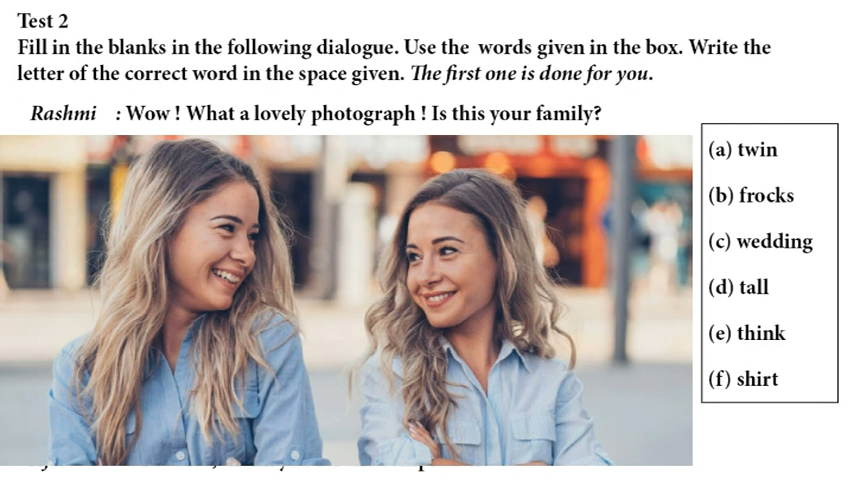 Test 2
Fill in the blanks in the following dialogue. Use the words given in the box. Write the
letter of the correct word in the space given. The first one is done for you.
Rashmi : Wow ! What a lovely photograph ! Is this your family?
(a) twin
(b) frocks
(c) wedding
(d) tall
(e) think
(f) shirt